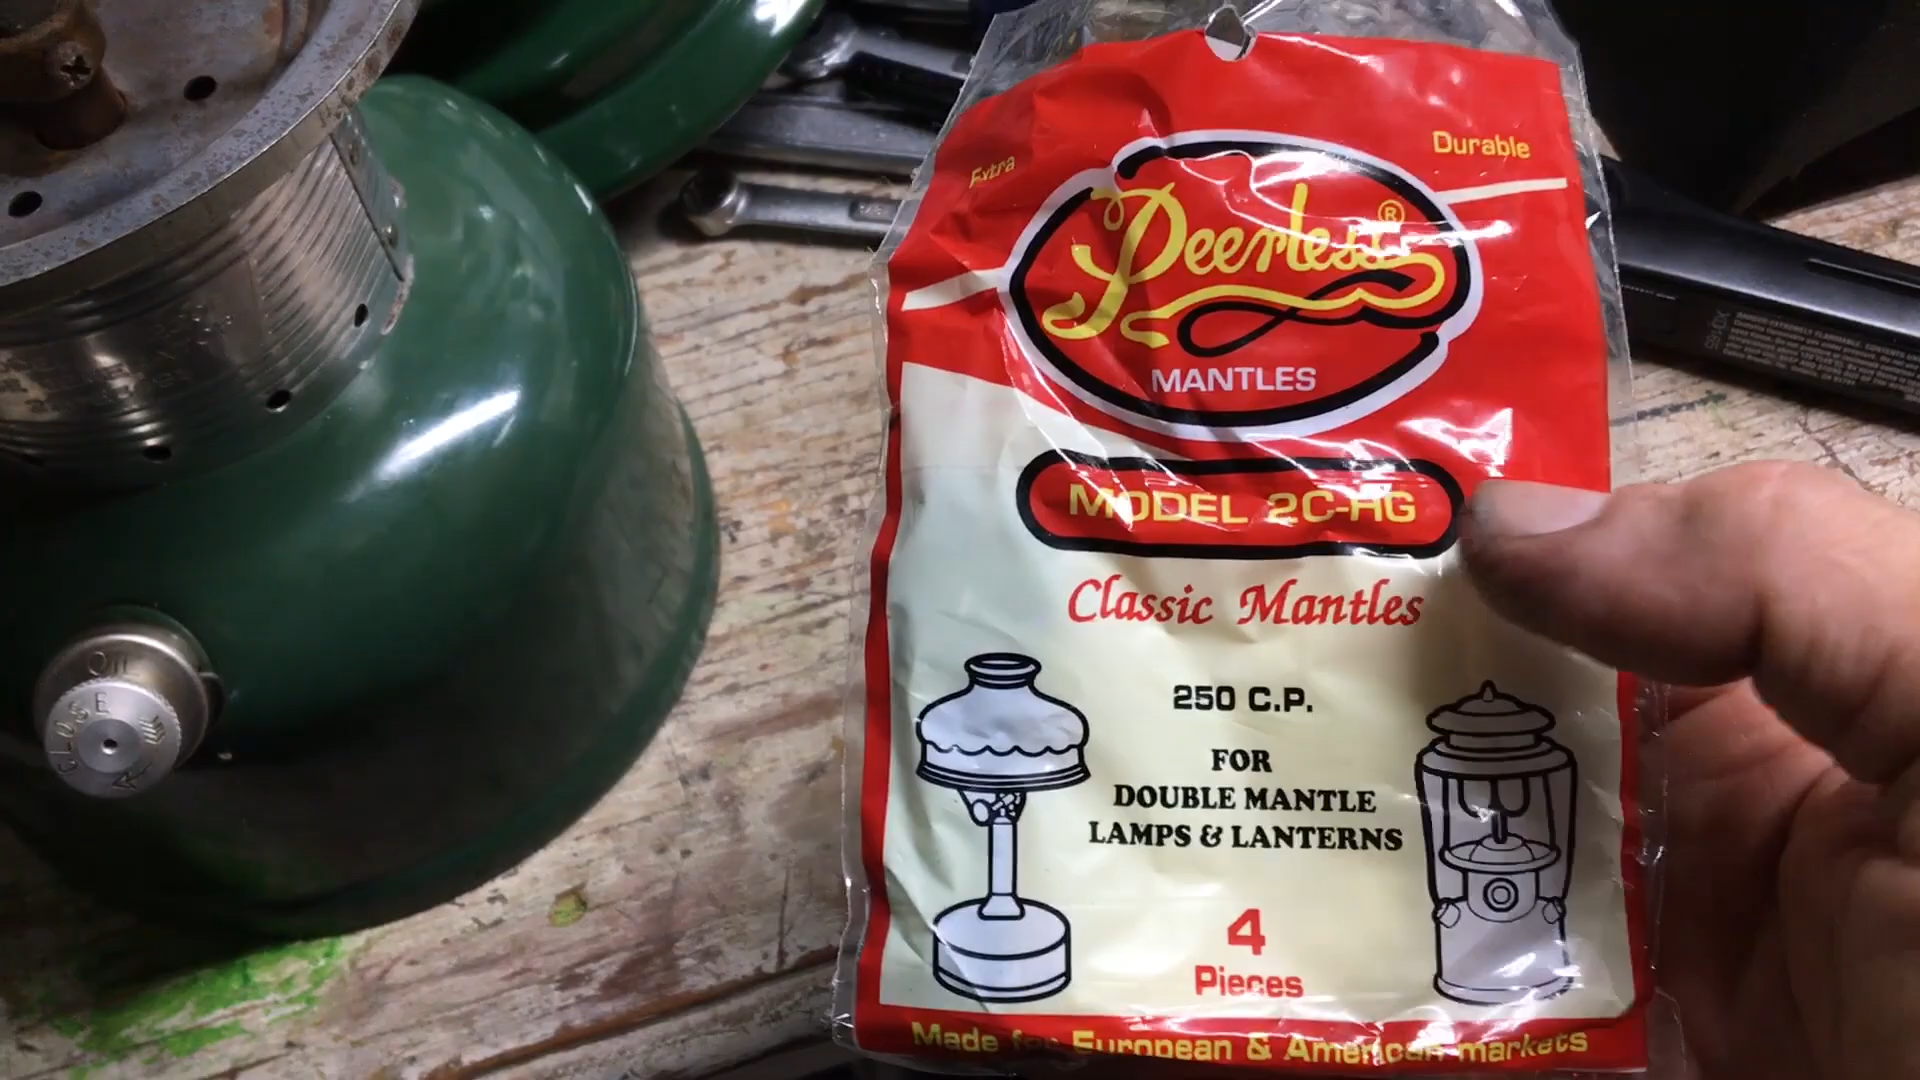 Extra
Durable
Peerless®
MANTLES
MODEL 2C-HG
Classic Mantles
250 C.P.
FOR
DOUBLE MANTLE
LAMPS & LANTERNS
4
Pieces
Made for European & American markets
CLOSE